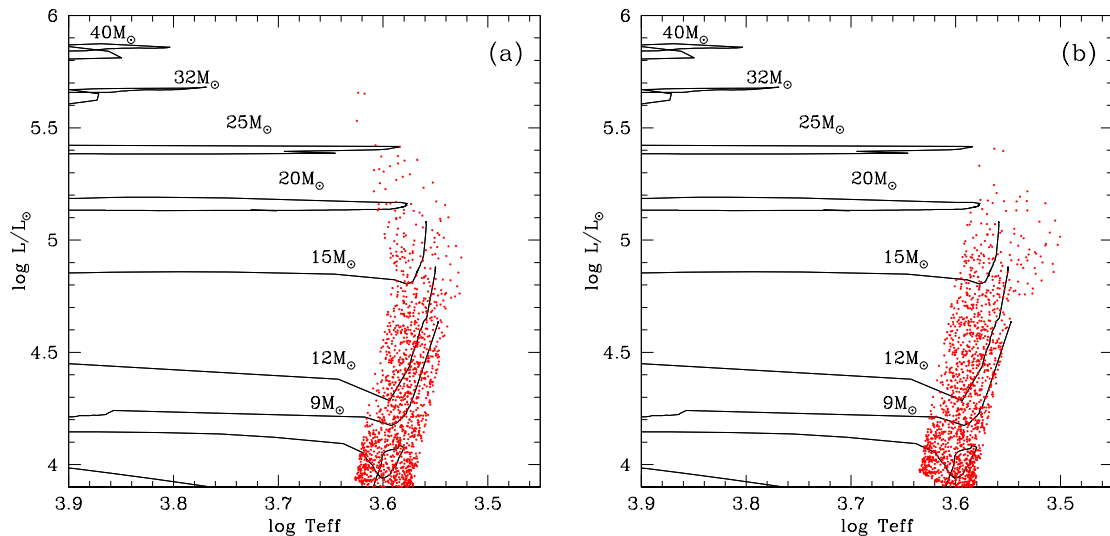 6
40M⊙
(a)
32M⊙
5.5
25M⊙
20M⊙
log L/L⊙
5
15M⊙
4.5
12M⊙
9M⊙
4
3.9 3.8 3.7 3.6 3.5
log Teff
6
40M⊙
(b)
32M⊙
5.5
25M⊙
20M⊙
log L/L⊙
5
15M⊙
4.5
12M⊙
9M⊙
4
3.9 3.8 3.7 3.6 3.5
log Teff